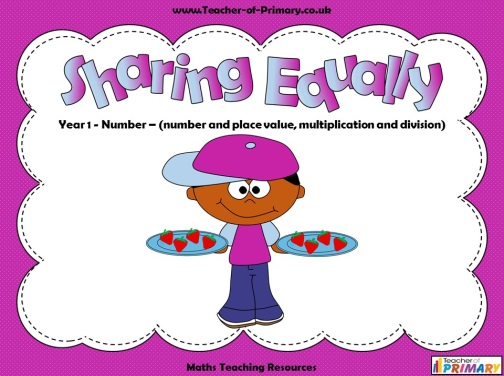 www.Teacher-of-Primary.co.uk
Sharing Equally
Year 1 - Number – (number and place value, multiplication and division)
Maths Teaching Resources
Teacher of
PRIMARY